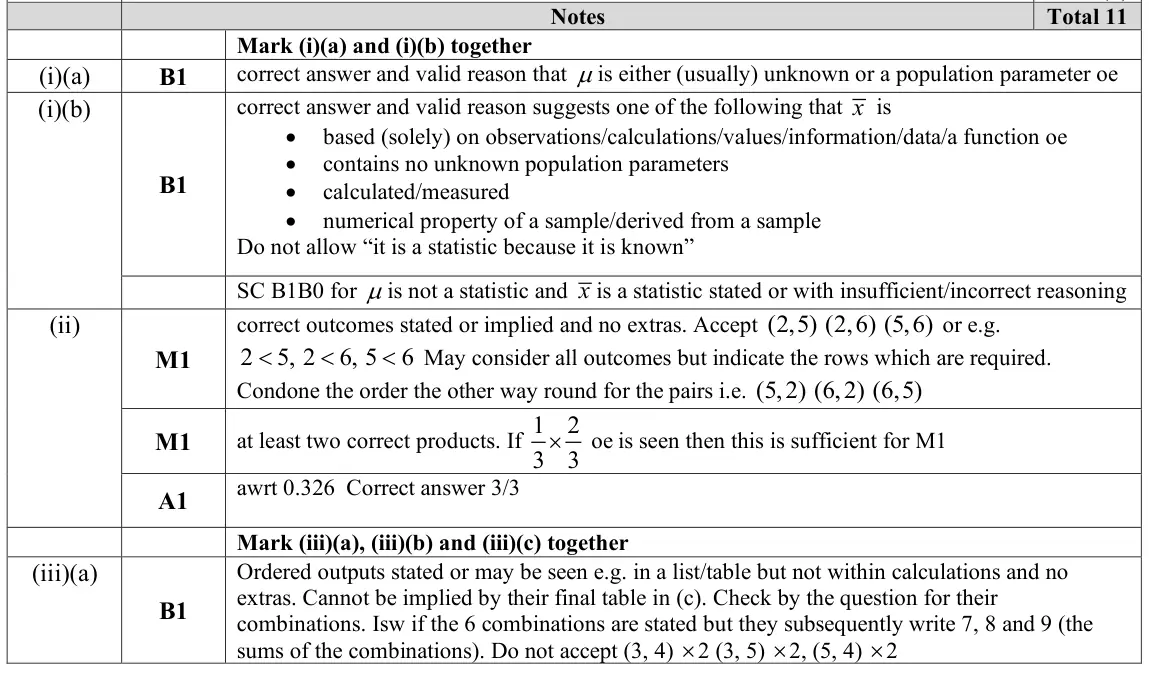 Notes Total 11
Mark (i)(a) and (i)(b) together
(i)(a) B1 correct answer and valid reason that μ is either (usually) unknown or a population parameter oe
(i)(b) B1 correct answer and valid reason suggests one of the following that x̄ is
• based (solely) on observations/calculations/values/information/data/a function oe
• contains no unknown population parameters
• calculated/measured
• numerical property of a sample/derived from a sample
Do not allow “it is a statistic because it is known”
SC B1B0 for μ is not a statistic and x̄ is a statistic stated or with insufficient/incorrect reasoning
(ii) M1 correct outcomes stated or implied and no extras. Accept (2,5) (2,6) (5,6) or e.g.
2 < 5, 2 < 6, 5 < 6 May consider all outcomes but indicate the rows which are required.
Condone the order the other way round for the pairs i.e. (5,2) (6,2) (6,5)
M1 at least two correct products. If 1/3 × 2/3 oe is seen then this is sufficient for M1
A1 awrt 0.326 Correct answer 3/3
Mark (iii)(a), (iii)(b) and (iii)(c) together
(iii)(a) B1 Ordered outputs stated or may be seen e.g. in a list/table but not within calculations and no
extras. Cannot be implied by their final table in (c). Check by the question for their
combinations. Isw if the 6 combinations are stated but they subsequently write 7, 8 and 9 (the
sums of the combinations). Do not accept (3, 4) ×2 (3, 5) ×2, (5, 4) ×2